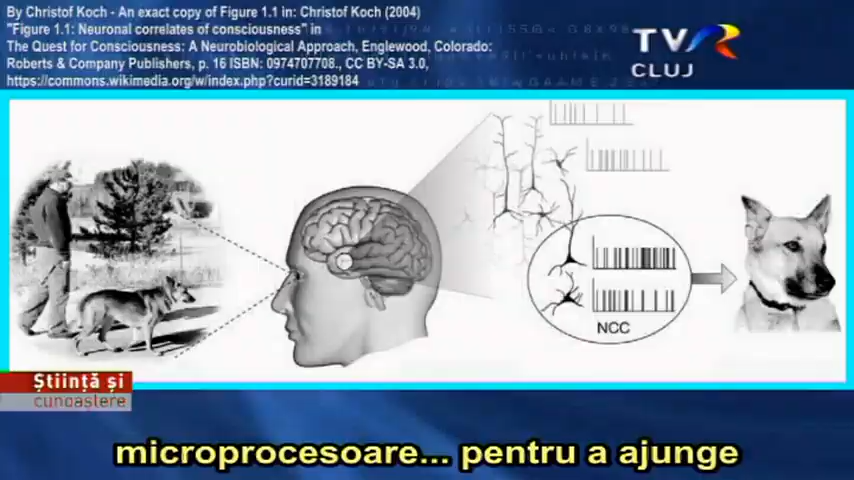 By Christof Koch - An exact copy of Figure 1.1 in: Christof Koch (2004)
"Figure 1.1: Neuronal correlates of consciousness" in
The Quest for Consciousness: A Neurobiological Approach, Englewood, Colorado:
Roberts & Company Publishers, p. 16 ISBN: 0974707708., CC BY-SA 3.0,
https://commons.wikimedia.org/w/index.php?curid=3189184
TVR
CLUJ
NCC
Știință și
cunoaștere
microprocesoare... pentru a ajunge